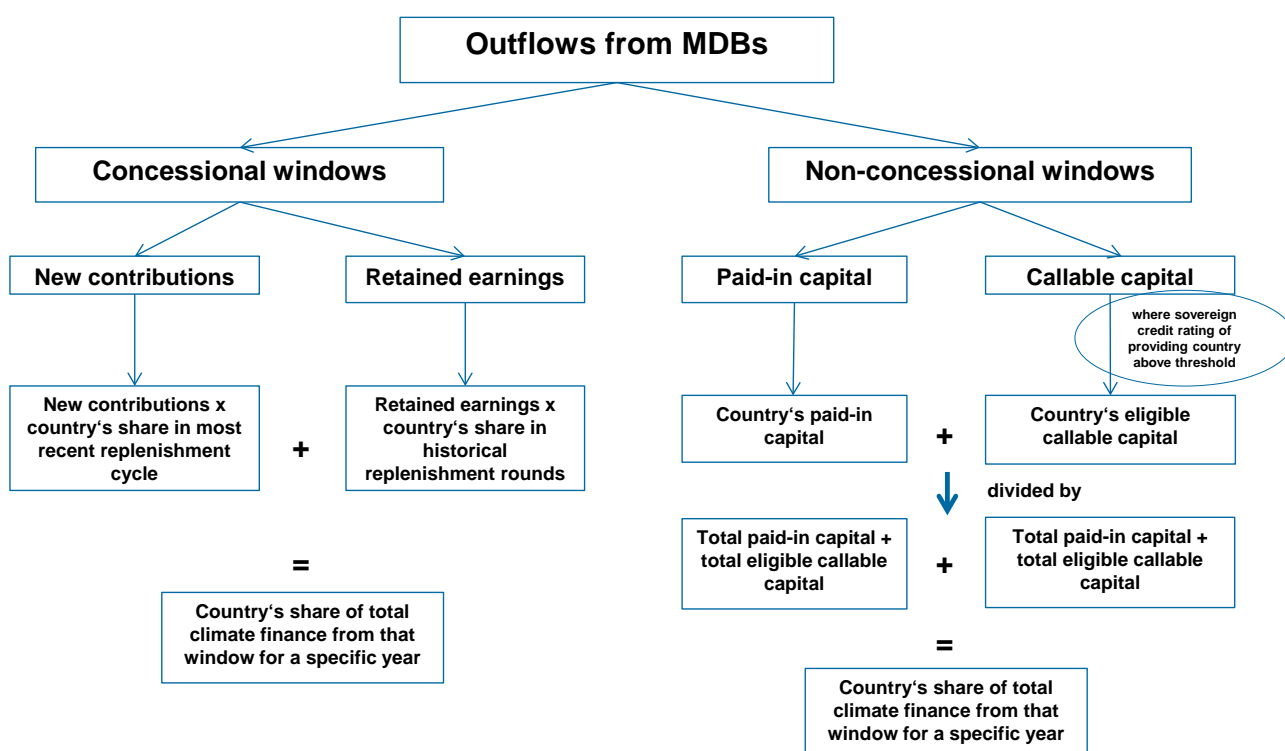 Outflows from MDBs
Concessional windows
Non-concessional windows
New contributions
Retained earnings
Paid-in capital
Callable capital
where sovereign
credit rating of
providing country
above threshold
New contributions x
country‘s share in most
recent replenishment
cycle
+
Retained earnings x
country‘s share in
historical
replenishment rounds
Country‘s paid-in
capital
+
Country‘s eligible
callable capital
divided by
Total paid-in capital +
total eligible callable
capital
+
Total paid-in capital +
total eligible callable
capital
=
Country‘s share of total
climate finance from that
window for a specific year
=
Country‘s share of total
climate finance from that
window for a specific year